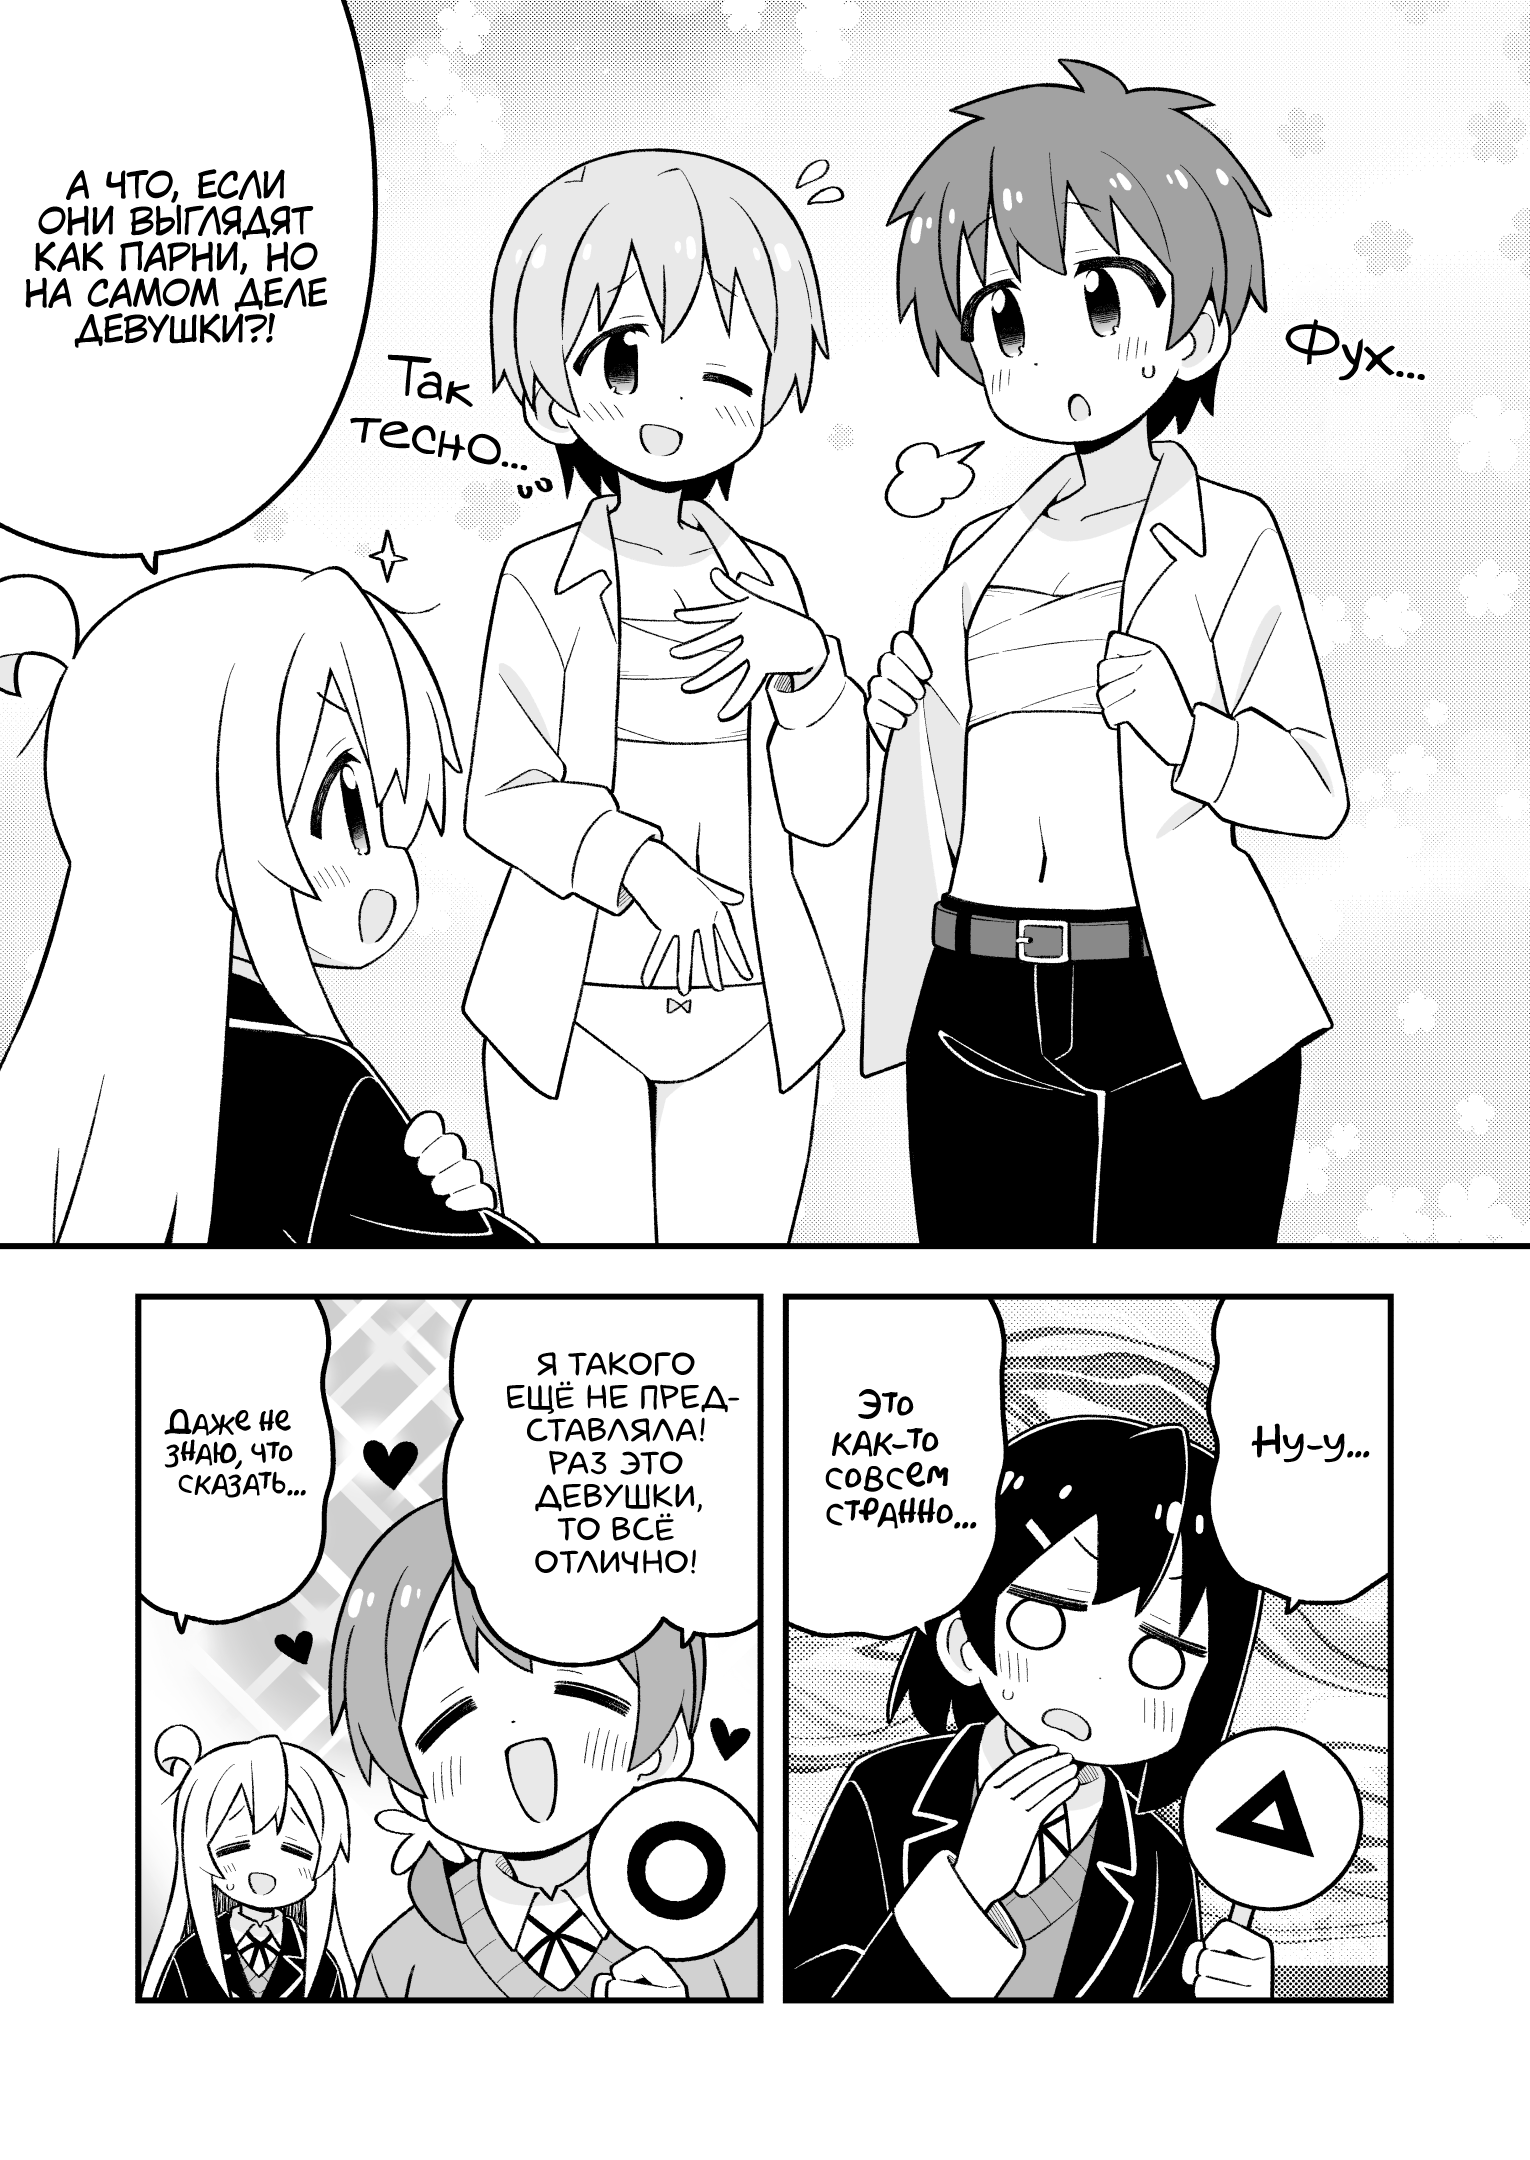 А ЧТО, ЕСЛИ
ОНИ ВЫГЛЯДЯТ
КАК ПАРНИ, НО
НА САМОМ ДЕЛЕ
ДЕВУШКИ?!
Фух...
Так
тесно...
Ну-у...
Это
как-то
совсем
странно...
Я ТАКОГО
ЕЩЁ НЕ ПРЕД-
СТАВЛЯЛА!
РАЗ ЭТО
ДЕВУШКИ,
ТО ВСЁ
ОТЛИЧНО!
Даже не
знаю, что
сказать...